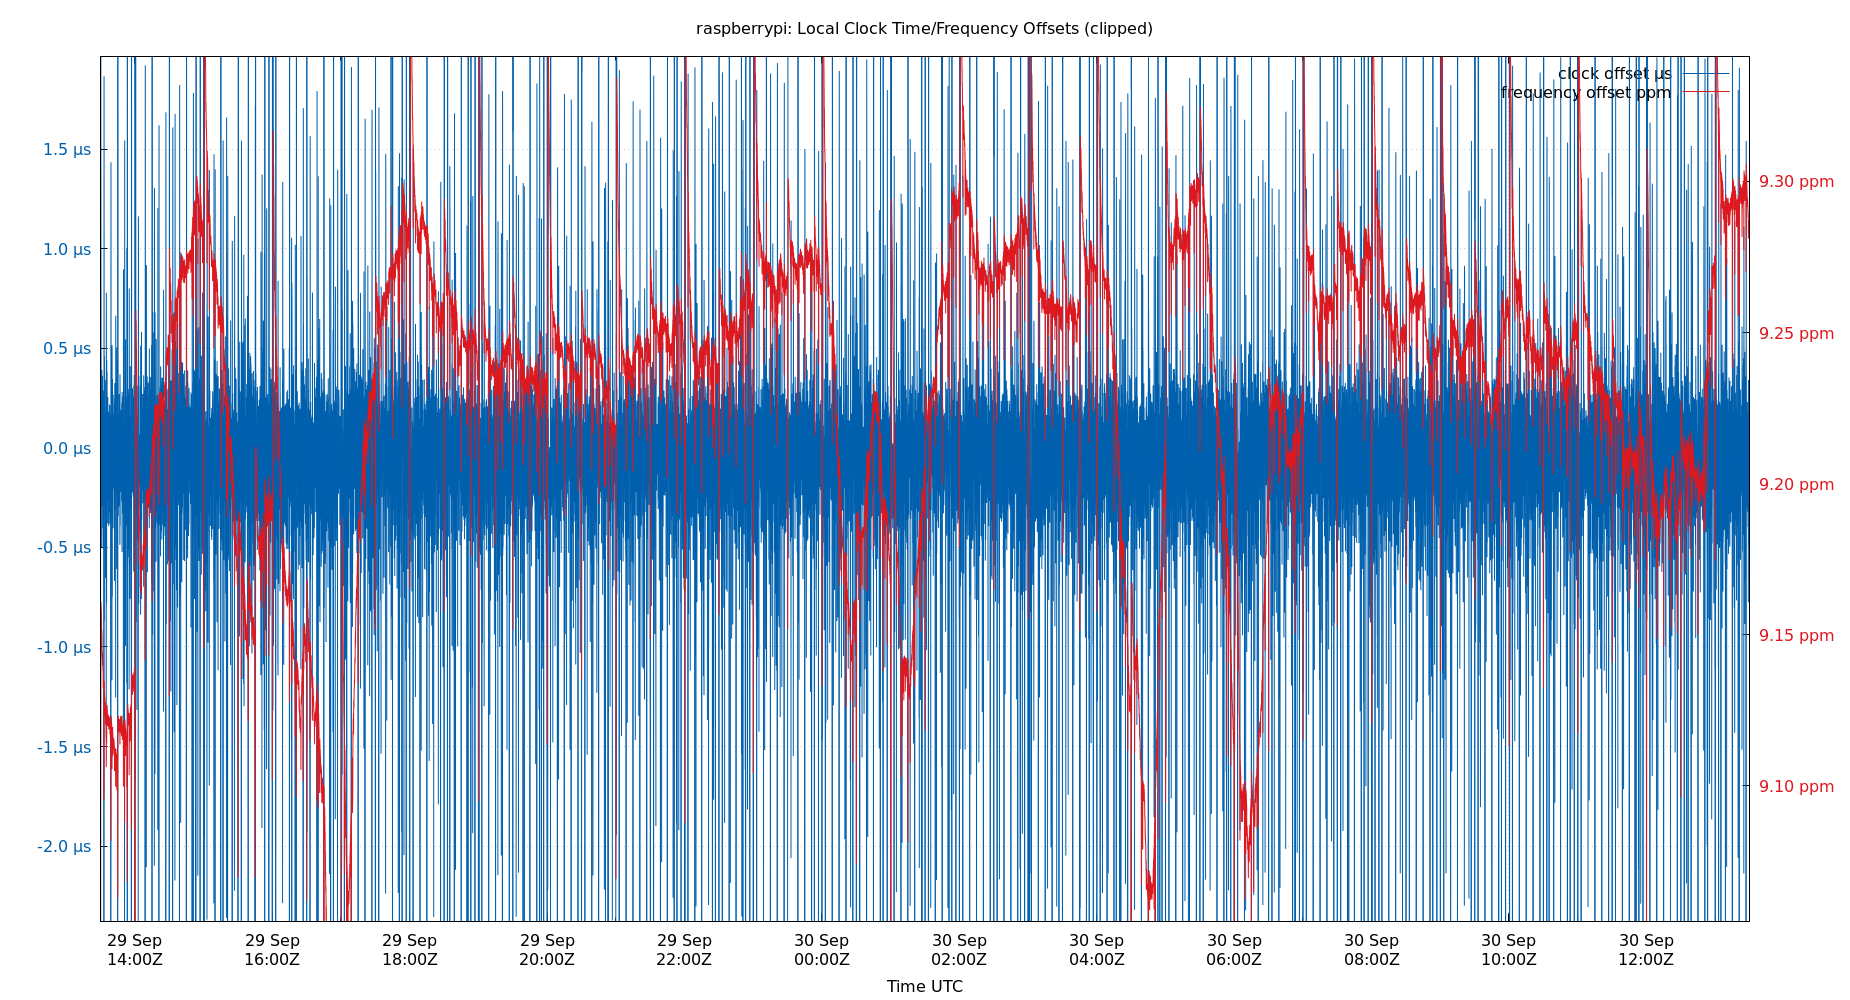 raspberrypi: Local Clock Time/Frequency Offsets (clipped)
clock offset µs
frequency offset ppm
1.5 µs
1.0 µs
0.5 µs
0.0 µs
-0.5 µs
-1.0 µs
-1.5 µs
-2.0 µs
9.30 ppm
9.25 ppm
9.20 ppm
9.15 ppm
9.10 ppm
29 Sep 29 Sep 29 Sep 29 Sep 29 Sep 30 Sep 30 Sep 30 Sep 30 Sep 30 Sep 30 Sep 30 Sep
14:00Z 16:00Z 18:00Z 20:00Z 22:00Z 00:00Z 02:00Z 04:00Z 06:00Z 08:00Z 10:00Z 12:00Z
Time UTC